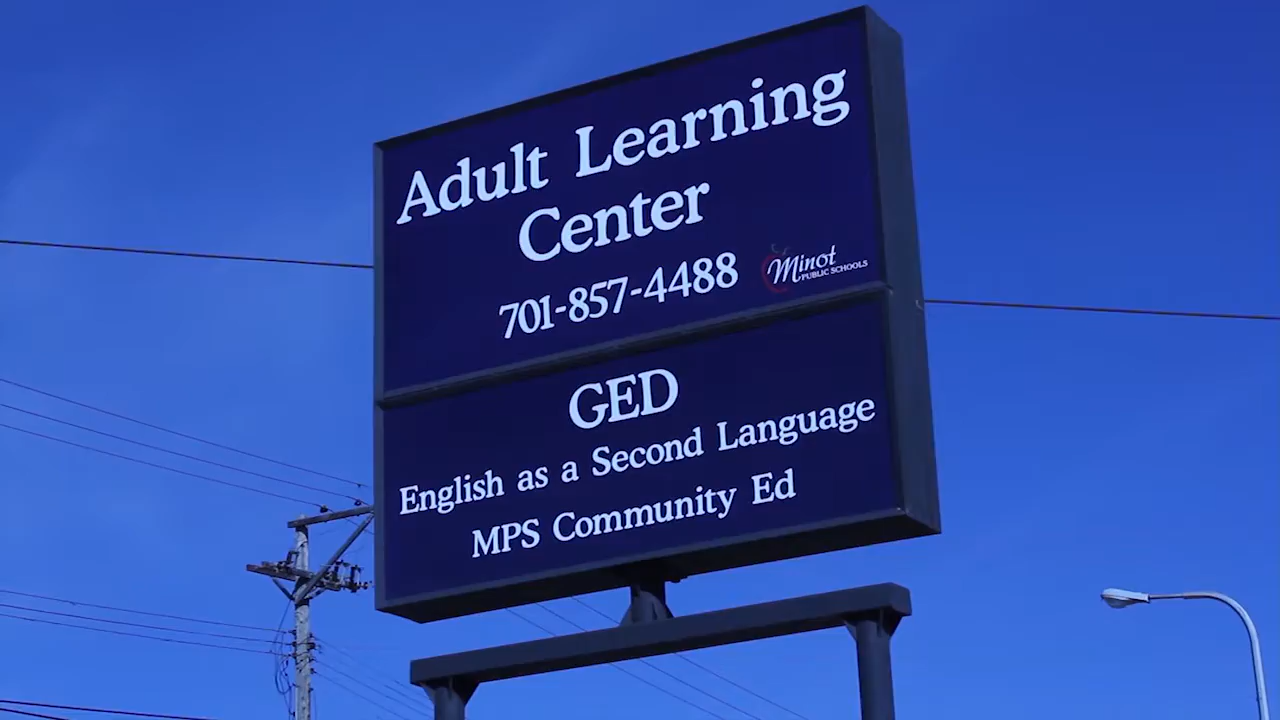 Adult Learning
Center
701-857-4488
Minot
PUBLIC SCHOOLS
GED
English as a Second Language
MPS Community Ed